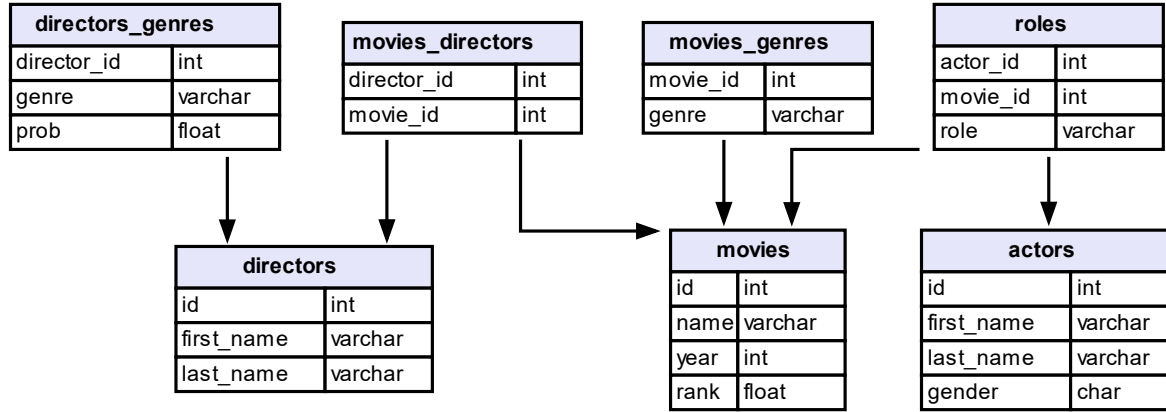 directors_genres
director_id int
genre varchar
prob float
movies_directors
director_id int
movie_id int
movies_genres
movie_id int
genre varchar
roles
actor_id int
movie_id int
role varchar
directors
id int
first_name varchar
last_name varchar
movies
id int
name varchar
year int
rank float
actors
id int
first_name varchar
last_name varchar
gender char